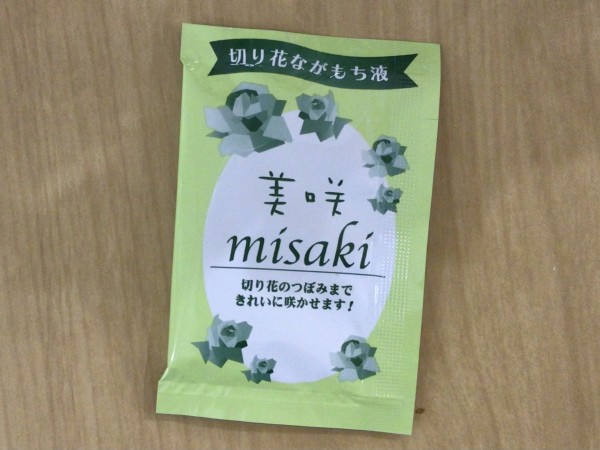 切り花ながもち液
美咲
misaki
切り花のつぼみまで
きれいに咲かせます!